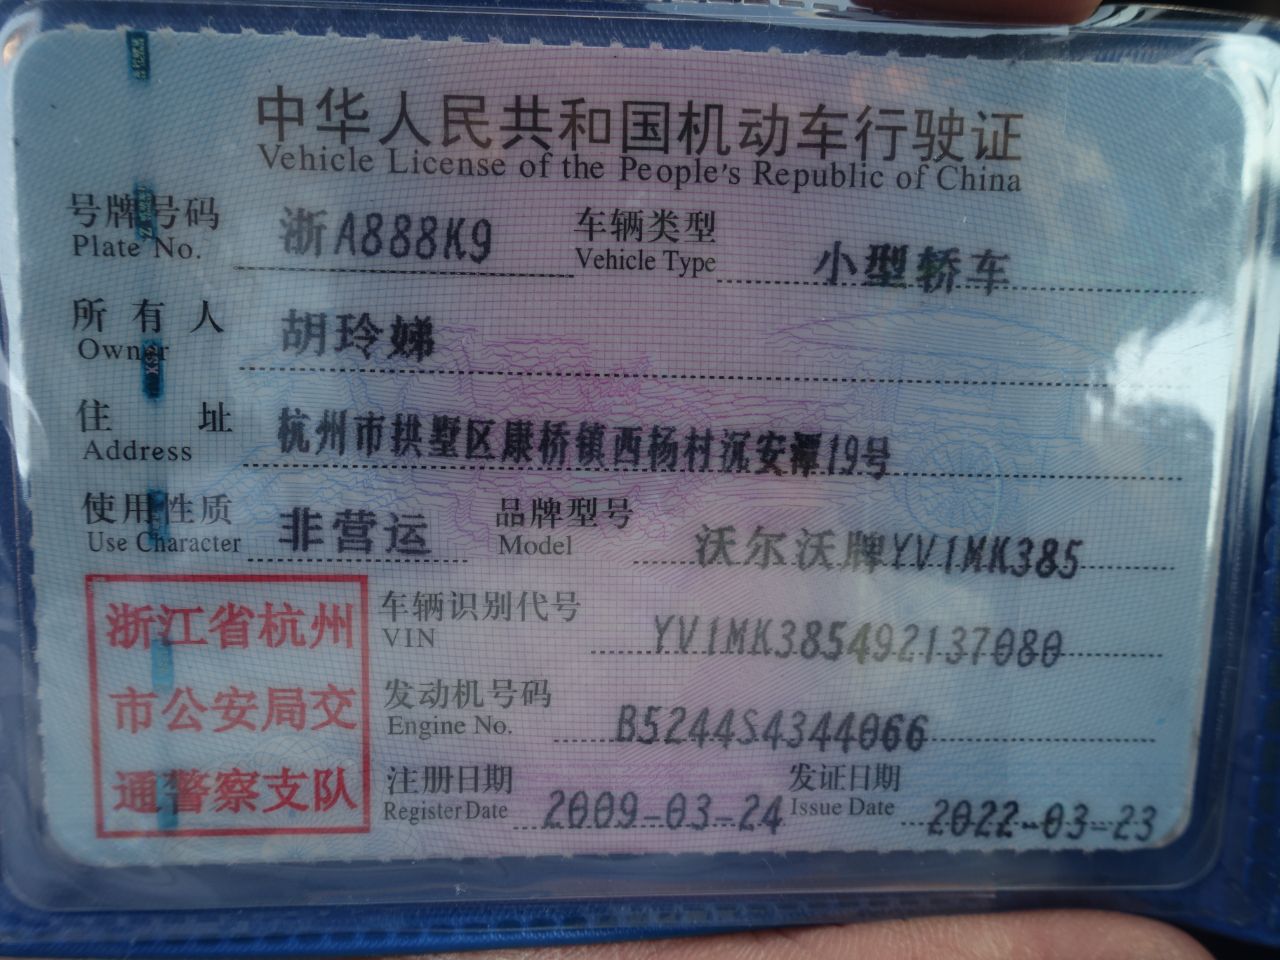 中华人民共和国机动车行驶证
Vehicle License of the People's Republic of China
号牌号码 浙A888K9 车辆类型 小型轿车
Plate No. Vehicle Type
所有人 胡玲娣
Owner
住址 杭州市拱墅区康桥镇西杨村沉安潭19号
Address
使用性质 非营运 品牌型号 沃尔沃牌YV1MK385
Use Character Model
车辆识别代号 YV1MK385492137080
VIN
发动机号码 B5244S4344066
Engine No.
注册日期 2009-03-24 发证日期 2022-03-23
Register Date Issue Date
浙江省杭州
市公安局交
通警察支队